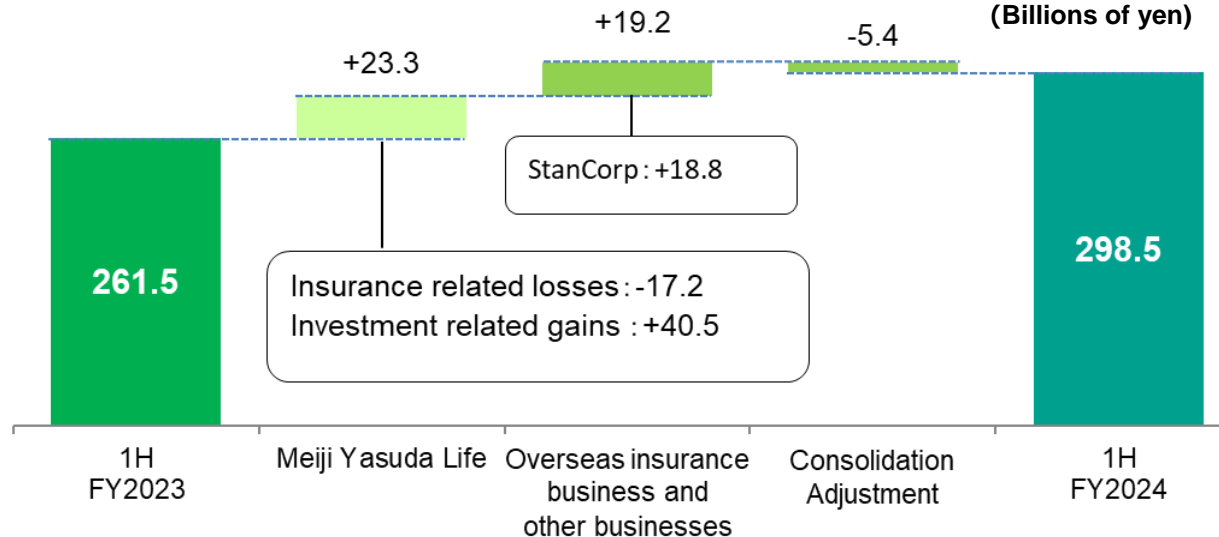 (Billions of yen)
+23.3
+19.2
-5.4
StanCorp：+18.8
Insurance related losses：-17.2
Investment related gains：+40.5
261.5
298.5
1H
FY2023
Meiji Yasuda Life
Overseas insurance
business and
other businesses
Consolidation
Adjustment
1H
FY2024